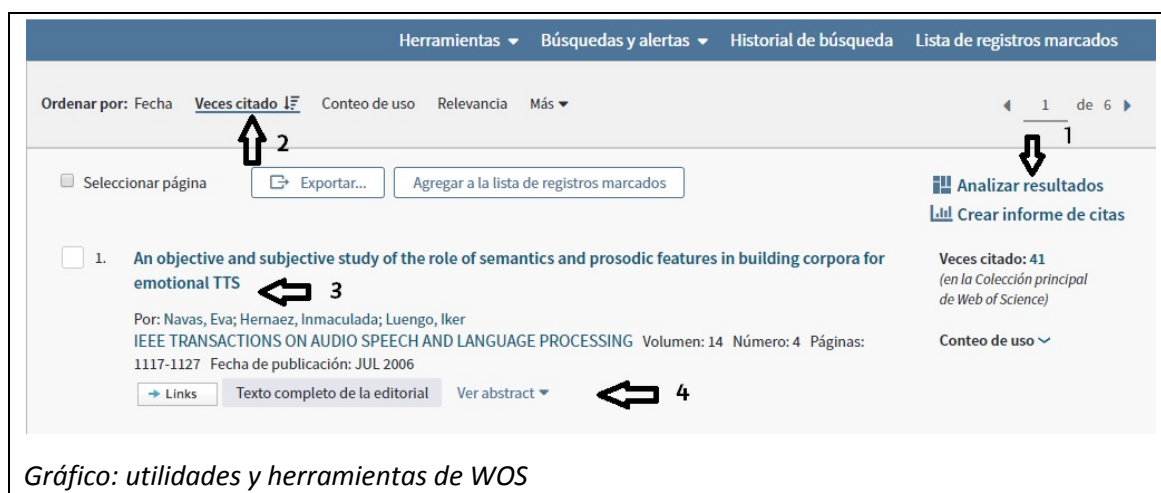 Herramientas Búsquedas y alertas Historial de búsqueda Lista de registros marcados
Ordenar por: Fecha Veces citado Conteo de uso Relevancia Más 1 de 6
2 1
Seleccionar página Exportar... Agregar a la lista de registros marcados Analizar resultados
Crear informe de citas
1. An objective and subjective study of the role of semantics and prosodic features in building corpora for
emotional TTS 3
Por: Navas, Eva; Hernaez, Inmaculada; Luengo, Iker
IEEE TRANSACTIONS ON AUDIO SPEECH AND LANGUAGE PROCESSING Volumen: 14 Número: 4 Páginas:
1117-1127 Fecha de publicación: JUL 2006
Links Texto completo de la editorial Ver abstract 4
Veces citado: 41
(en la Colección principal
de Web of Science)
Conteo de uso
Gráfico: utilidades y herramientas de WOS